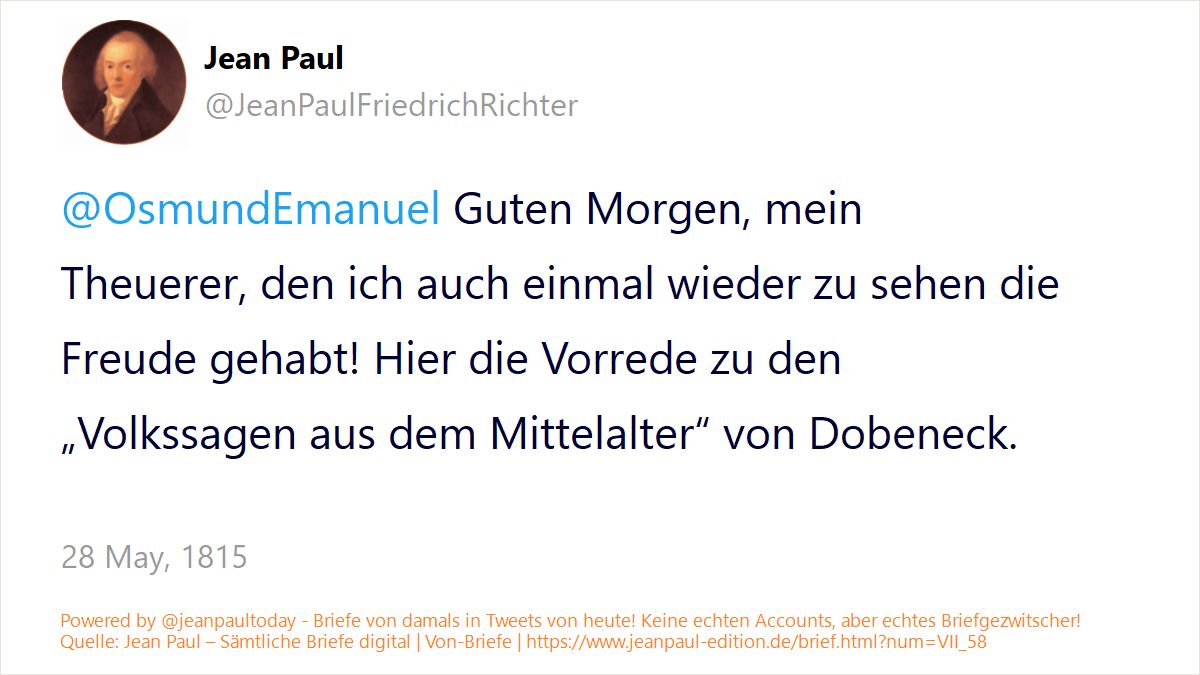 Jean Paul
@JeanPaulFriedrichRichter
@OsmundEmanuel Guten Morgen, mein
Theuerer, den ich auch einmal wieder zu sehen die
Freude gehabt! Hier die Vorrede zu den
„Volkssagen aus dem Mittelalter“ von Dobeneck.
28 May, 1815
Powered by @jeanpaultoday - Briefe von damals in Tweets von heute! Keine echten Accounts, aber echtes Briefgezwitscher!
Quelle: Jean Paul – Sämtliche Briefe digital | Von-Briefe | https://www.jeanpaul-edition.de/brief.html?num=VII_58